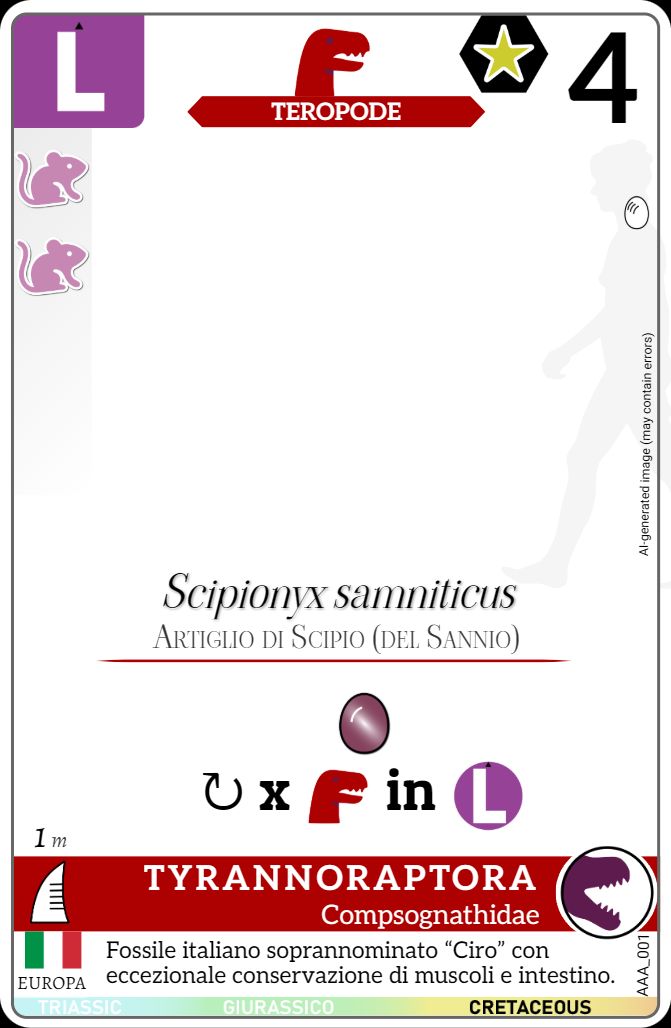 L
TEROPODE
4
AI-generated image (may contain errors)
Scipionyx samniticus
Artiglio di Scipio (del Sannio)
↻ x in L
1 m
TYRANNORAPTORA
Compsognathidae
EUROPA
Fossile italiano soprannominato “Ciro” con
eccezionale conservazione di muscoli e intestino.
AAA_001
TRIASSIC GIURASSICO CRETACEOUS